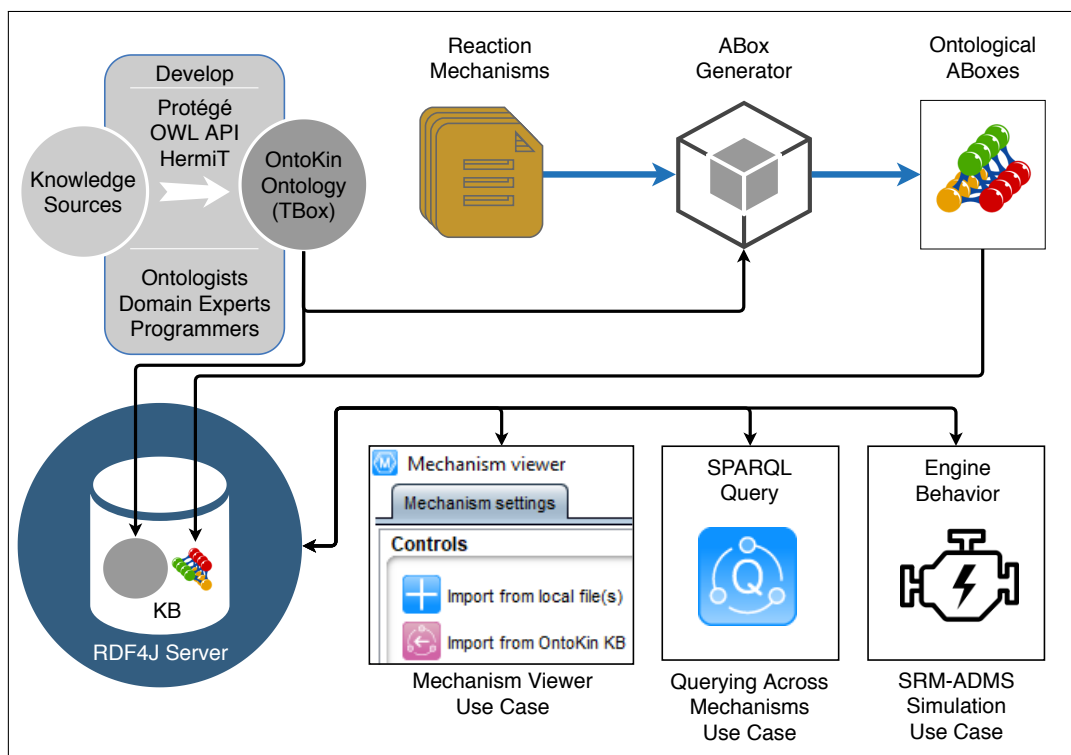 Develop
Protégé
OWL API
HermiT
Knowledge
Sources
OntoKin
Ontology
(TBox)
Ontologists
Domain Experts
Programmers
Reaction
Mechanisms
ABox
Generator
Ontological
ABoxes
KB
RDF4J Server
M
Mechanism viewer
Mechanism settings
Controls
Import from local file(s)
Import from OntoKin KB
Mechanism Viewer
Use Case
SPARQL
Query
Q
Querying Across
Mechanisms
Use Case
Engine
Behavior
SRM-ADMS
Simulation
Use Case